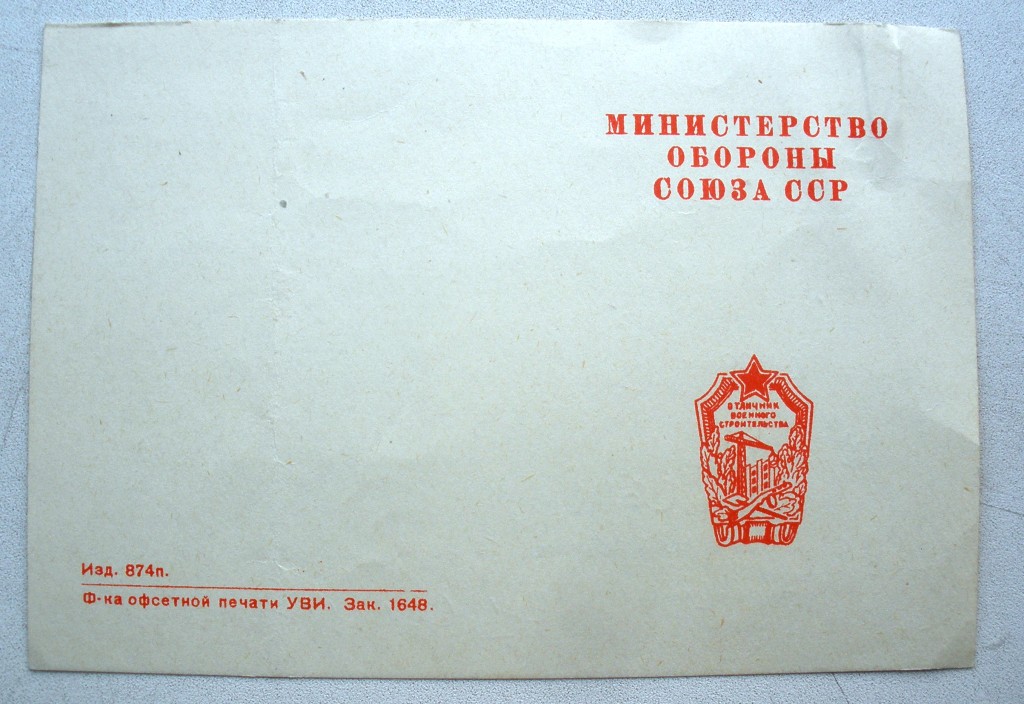 МИНИСТЕРСТВО
ОБОРОНЫ
СОЮЗА ССР
ОТЛИЧНИК
ВОЕННОГО
СТРОИТЕЛЬСТВА
Изд. 874п.
Ф-ка офсетной печати УВИ. Зак. 1648.